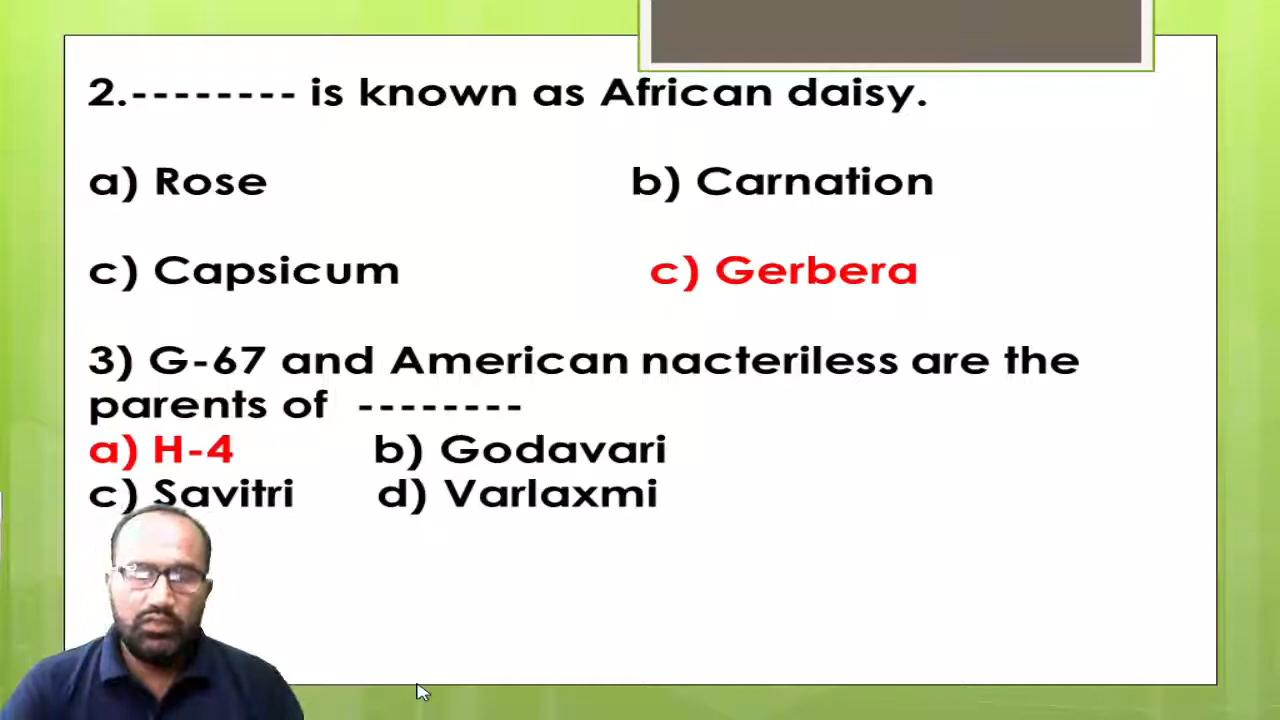 2.-------- is known as African daisy.
a) Rose b) Carnation
c) Capsicum c) Gerbera
3) G-67 and American nacteriless are the
parents of --------
a) H-4 b) Godavari
c) Savitri d) Varlaxmi